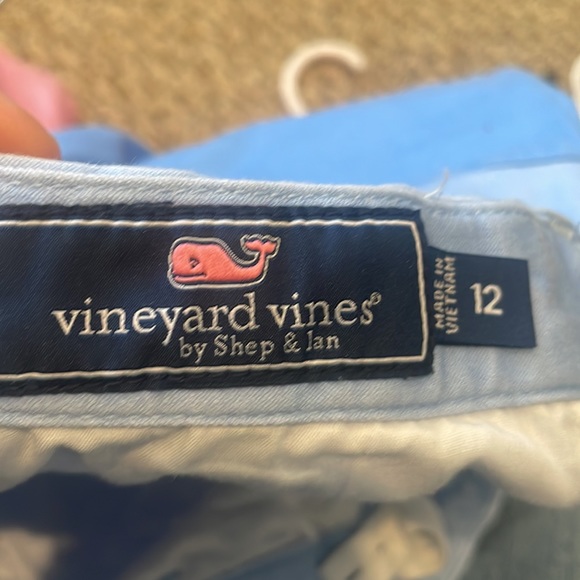 vineyard vines®
by Shep & Ian
MADE IN
VIETNAM
12